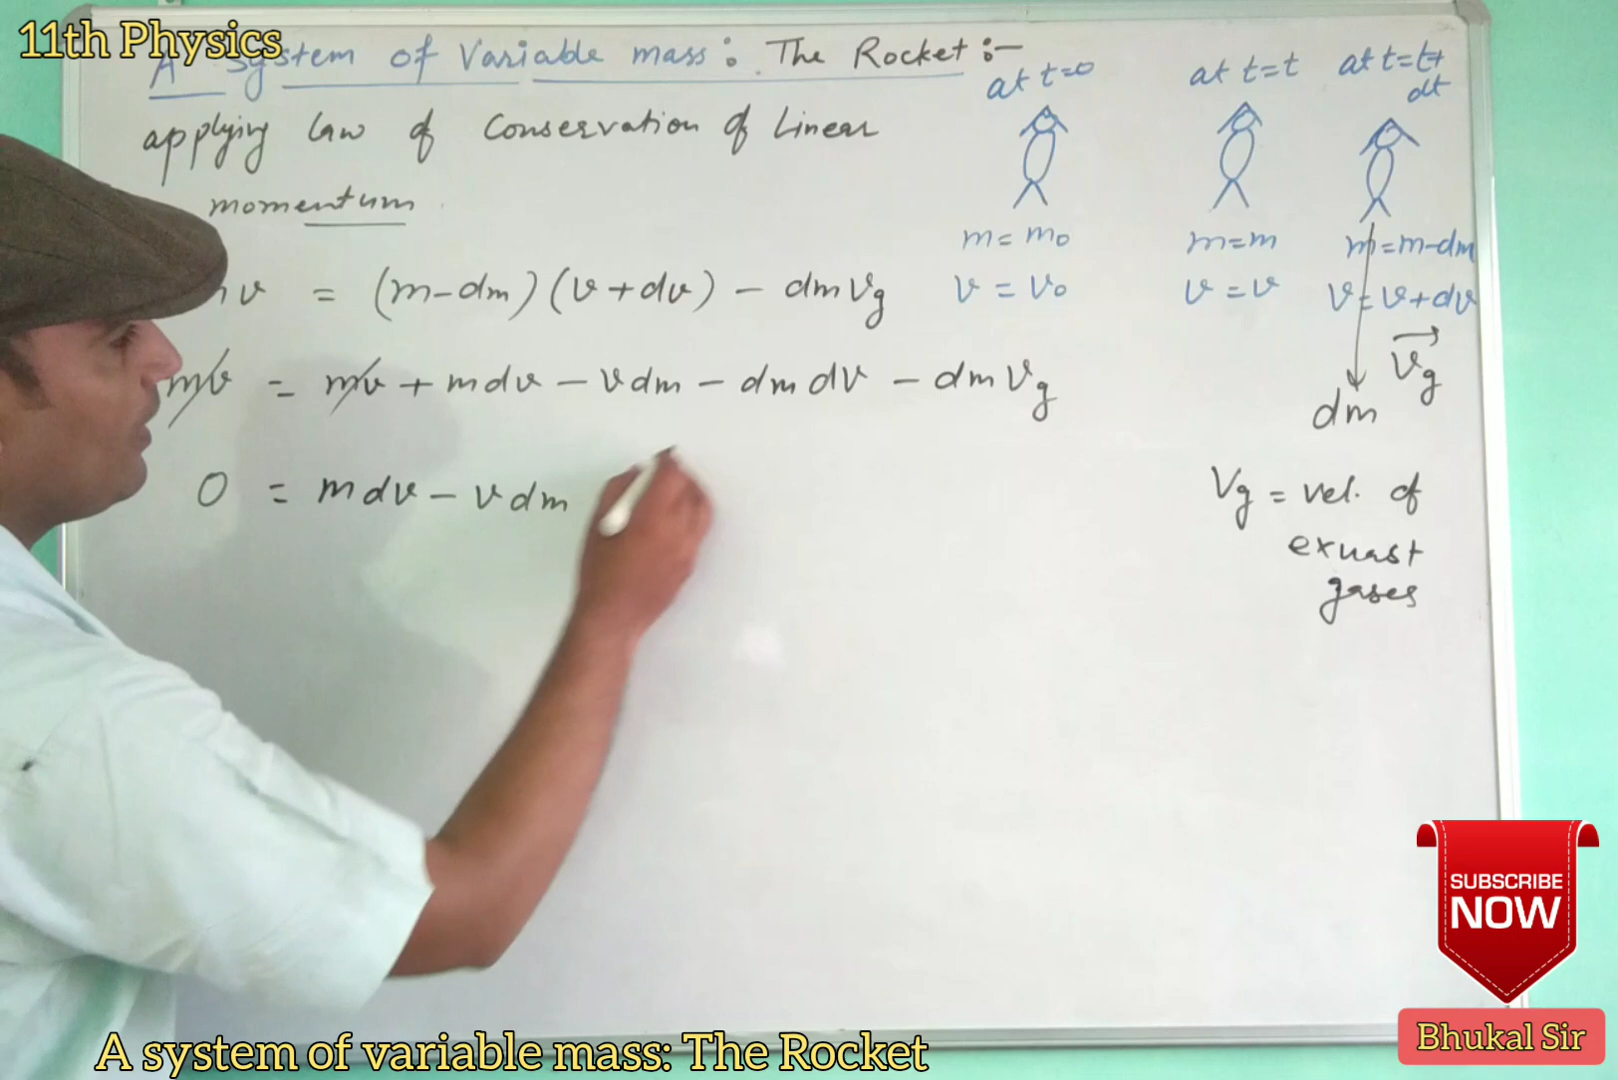 11th Physics
A System of Variable mass: The Rocket :-
applying law of Conservation of Linear
momentum
at t=0
at t=t
at t=t+
dt
m = m₀
m=m
m=m-dm
v = v₀
v = v
v=v+dv
v = (m-dm)(v+dv) - dm Vg
mv = mv + mdv - vdm - dm dv - dm Vg
0 = mdv - vdm
Vg
dm
Vg = vel. of
exuast
gases
SUBSCRIBE
NOW
Bhukal Sir
A system of variable mass: The Rocket